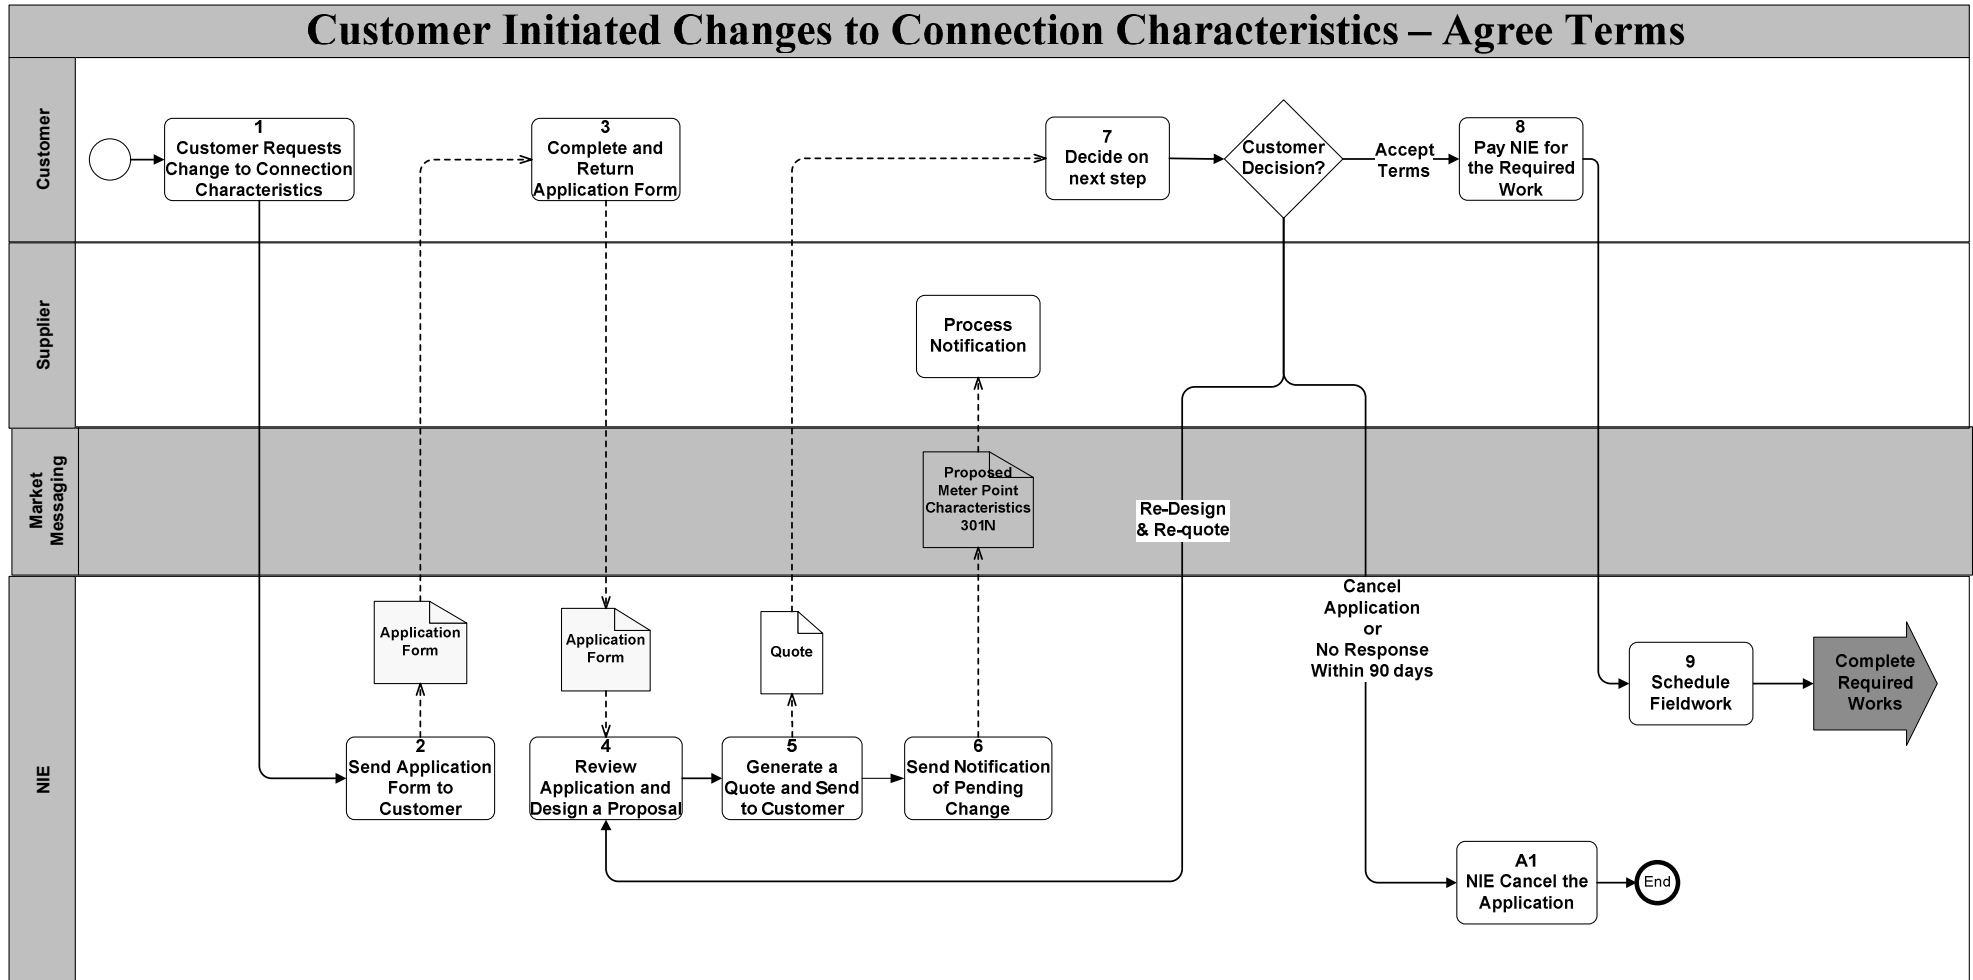 Customer Initiated Changes to Connection Characteristics – Agree Terms
Customer
1
Customer Requests
Change to Connection
Characteristics
3
Complete and
Return
Application Form
7
Decide on
next step
Customer
Decision?
Accept
Terms
8
Pay NIE for
the Required
Work
Supplier
Process
Notification
Market
Messaging
Proposed
Meter Point
Characteristics
301N
Re-Design
& Re-quote
NIE
Application
Form
Application
Form
Quote
Cancel
Application
or
No Response
Within 90 days
9
Schedule
Fieldwork
Complete
Required
Works
2
Send Application
Form to
Customer
4
Review
Application and
Design a Proposal
5
Generate a
Quote and Send
to Customer
6
Send Notification
of Pending
Change
A1
NIE Cancel the
Application
End